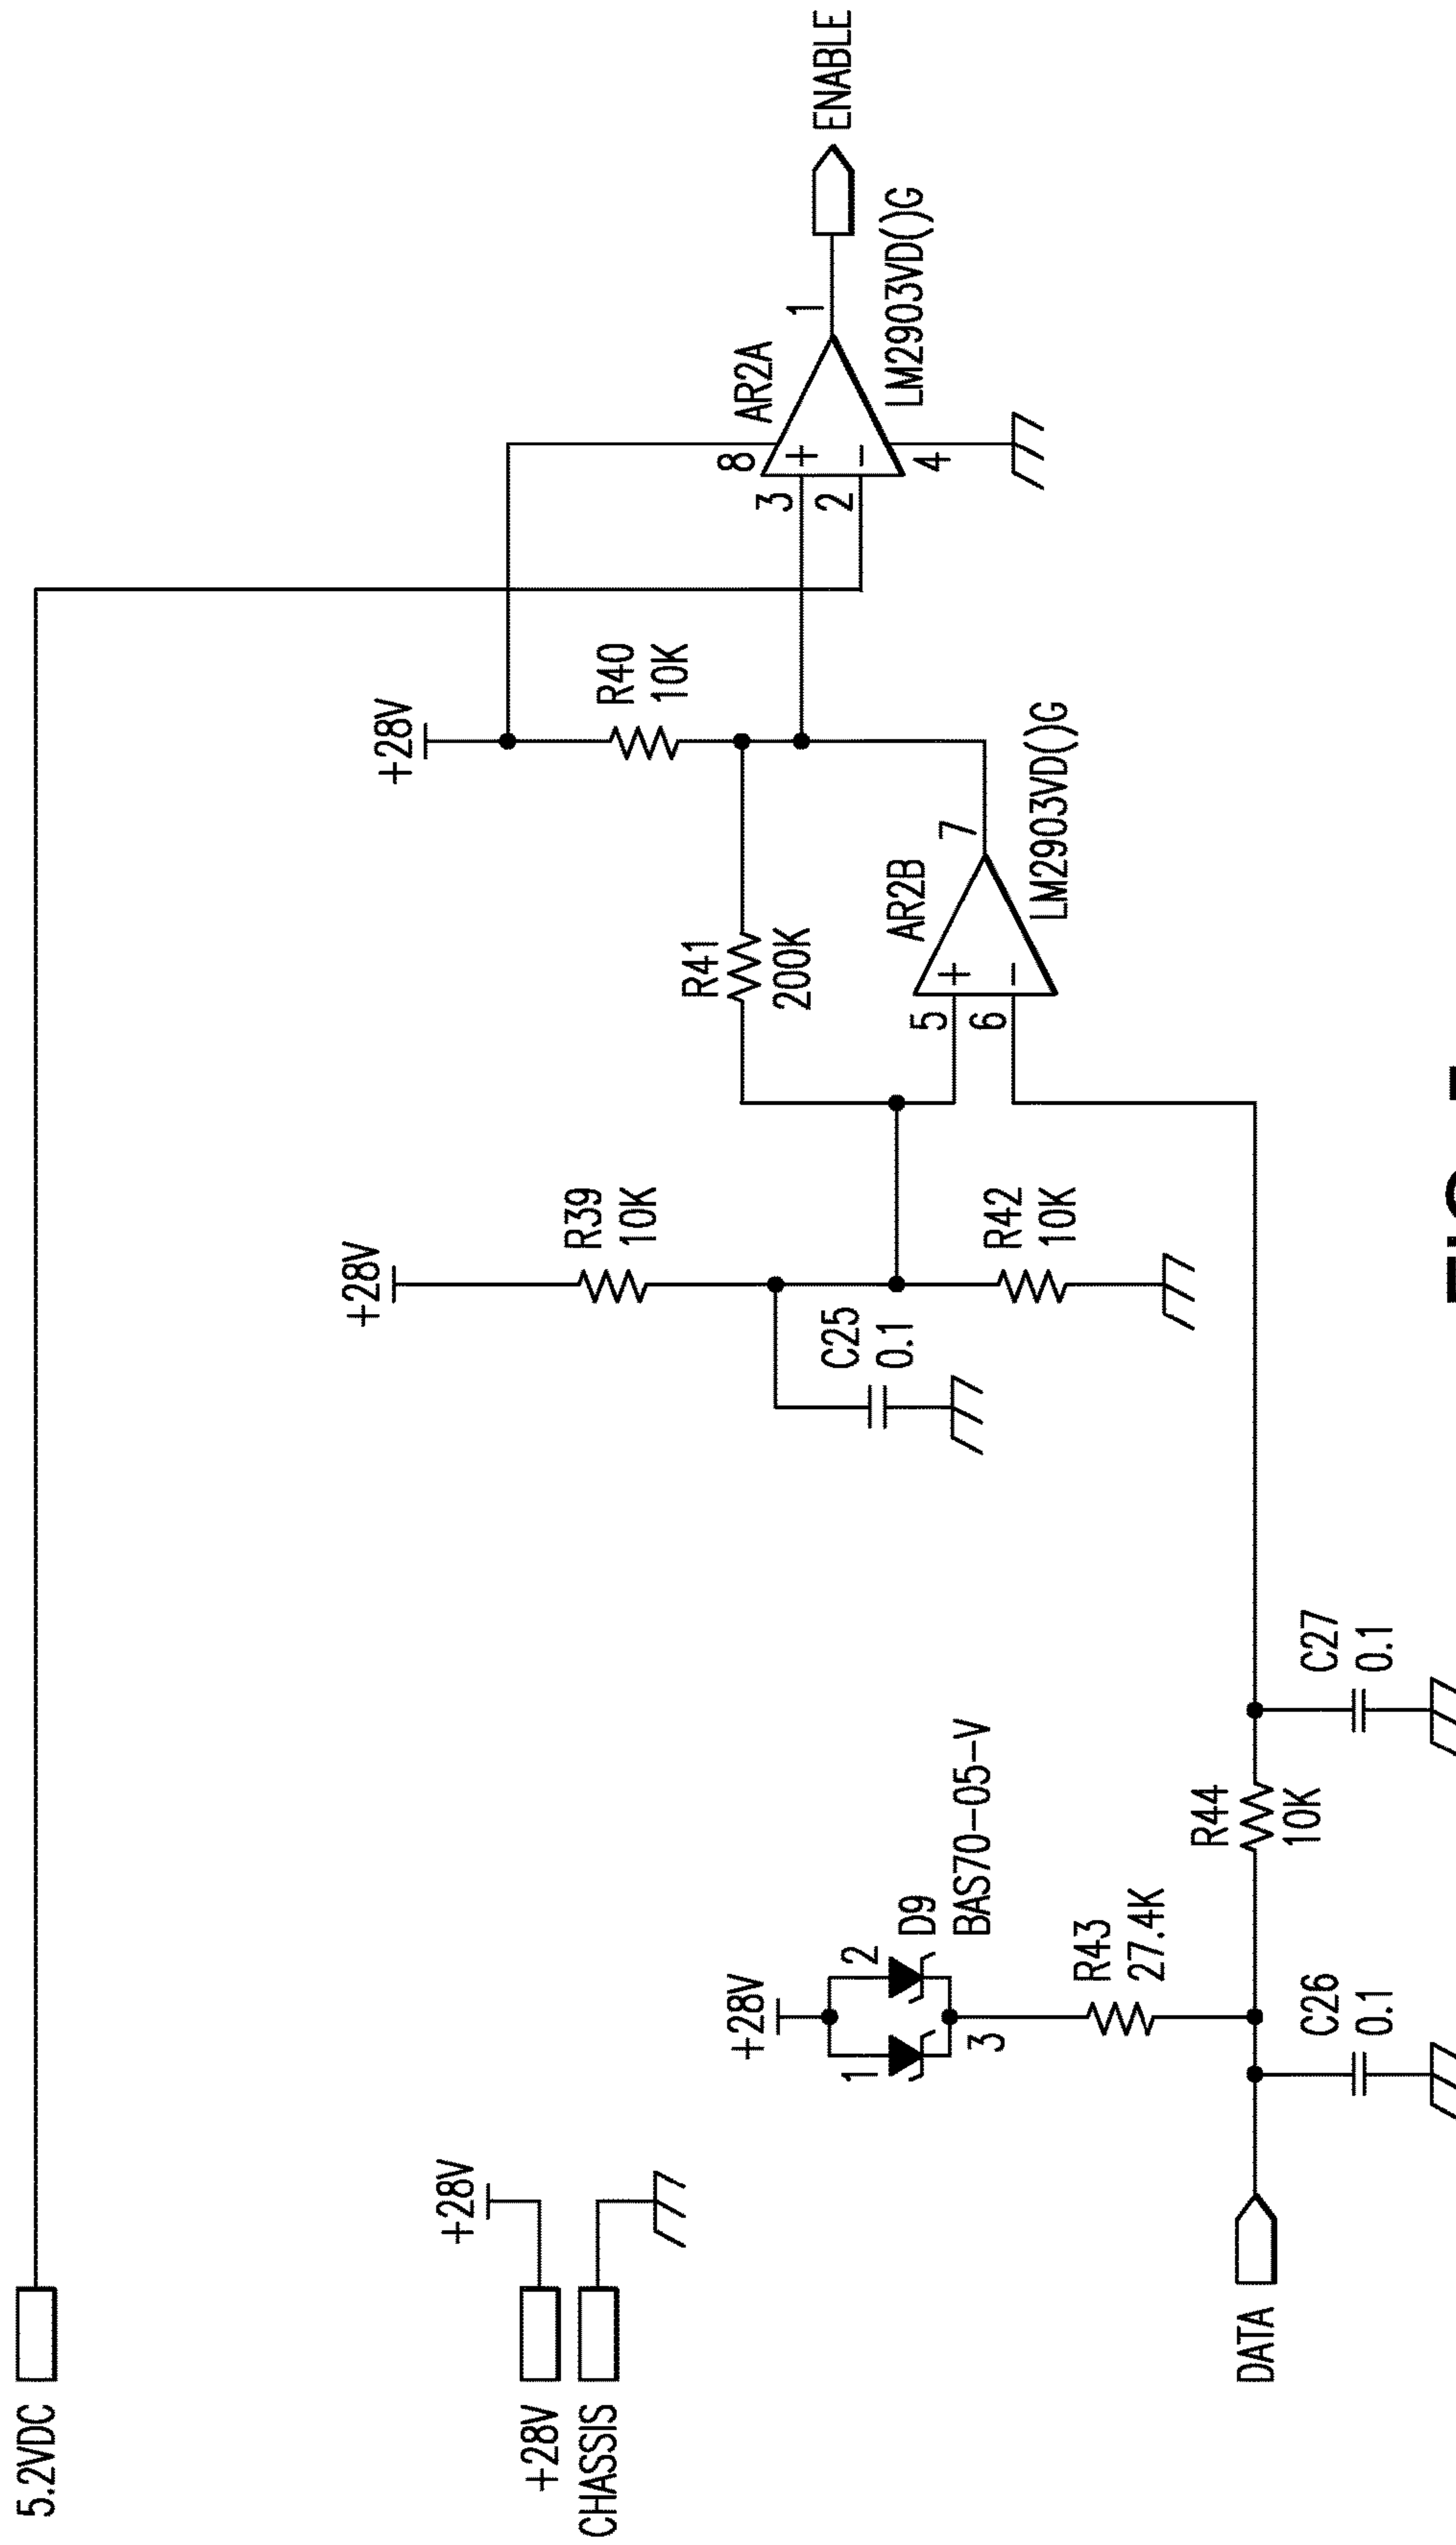 5.2VDC
+28V
CHASSIS
+28V
DATA
+28V
1
2
3
D9
BAS70-05-V
R43
27.4K
C26
0.1
R44
10K
C27
0.1
+28V
R39
10K
C25
0.1
R42
10K
R41
200K
5
6
+
-
7
AR2B
LM2903VD()G
+28V
R40
10K
8
3
2
4
+
-
1
AR2A
LM2903VD()G
ENABLE